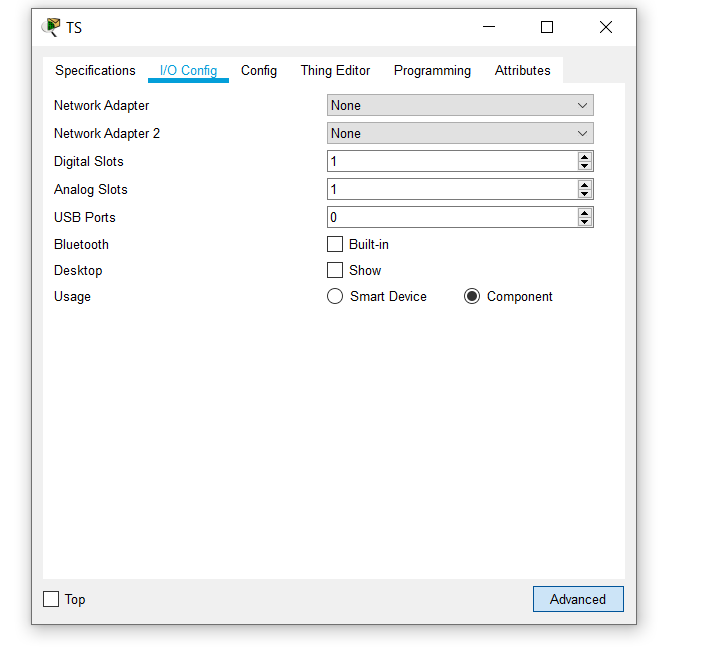 TS
Specifications I/O Config Config Thing Editor Programming Attributes
Network Adapter None
Network Adapter 2 None
Digital Slots 1
Analog Slots 1
USB Ports 0
Bluetooth Built-in
Desktop Show
Usage Smart Device Component
Top Advanced